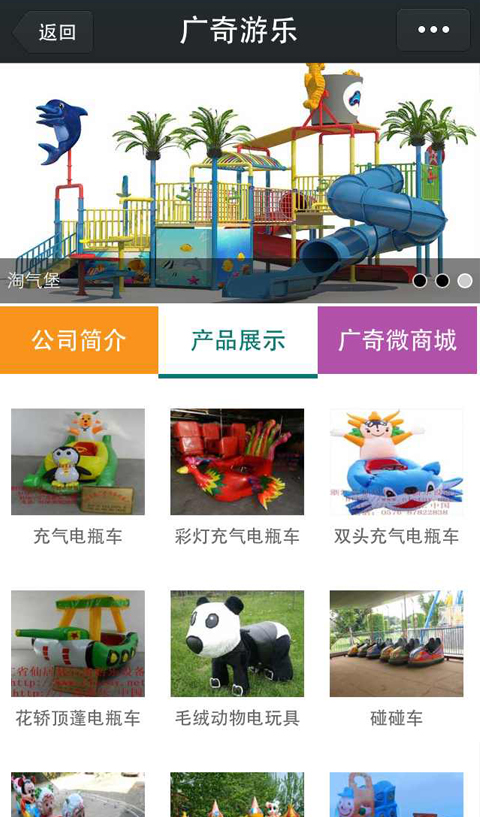 返回
广奇游乐
淘气堡
公司简介
产品展示
广奇微商城
充气电瓶车
彩灯充气电瓶车
双头充气电瓶车
花轿顶蓬电瓶车
毛绒动物电玩具
碰碰车